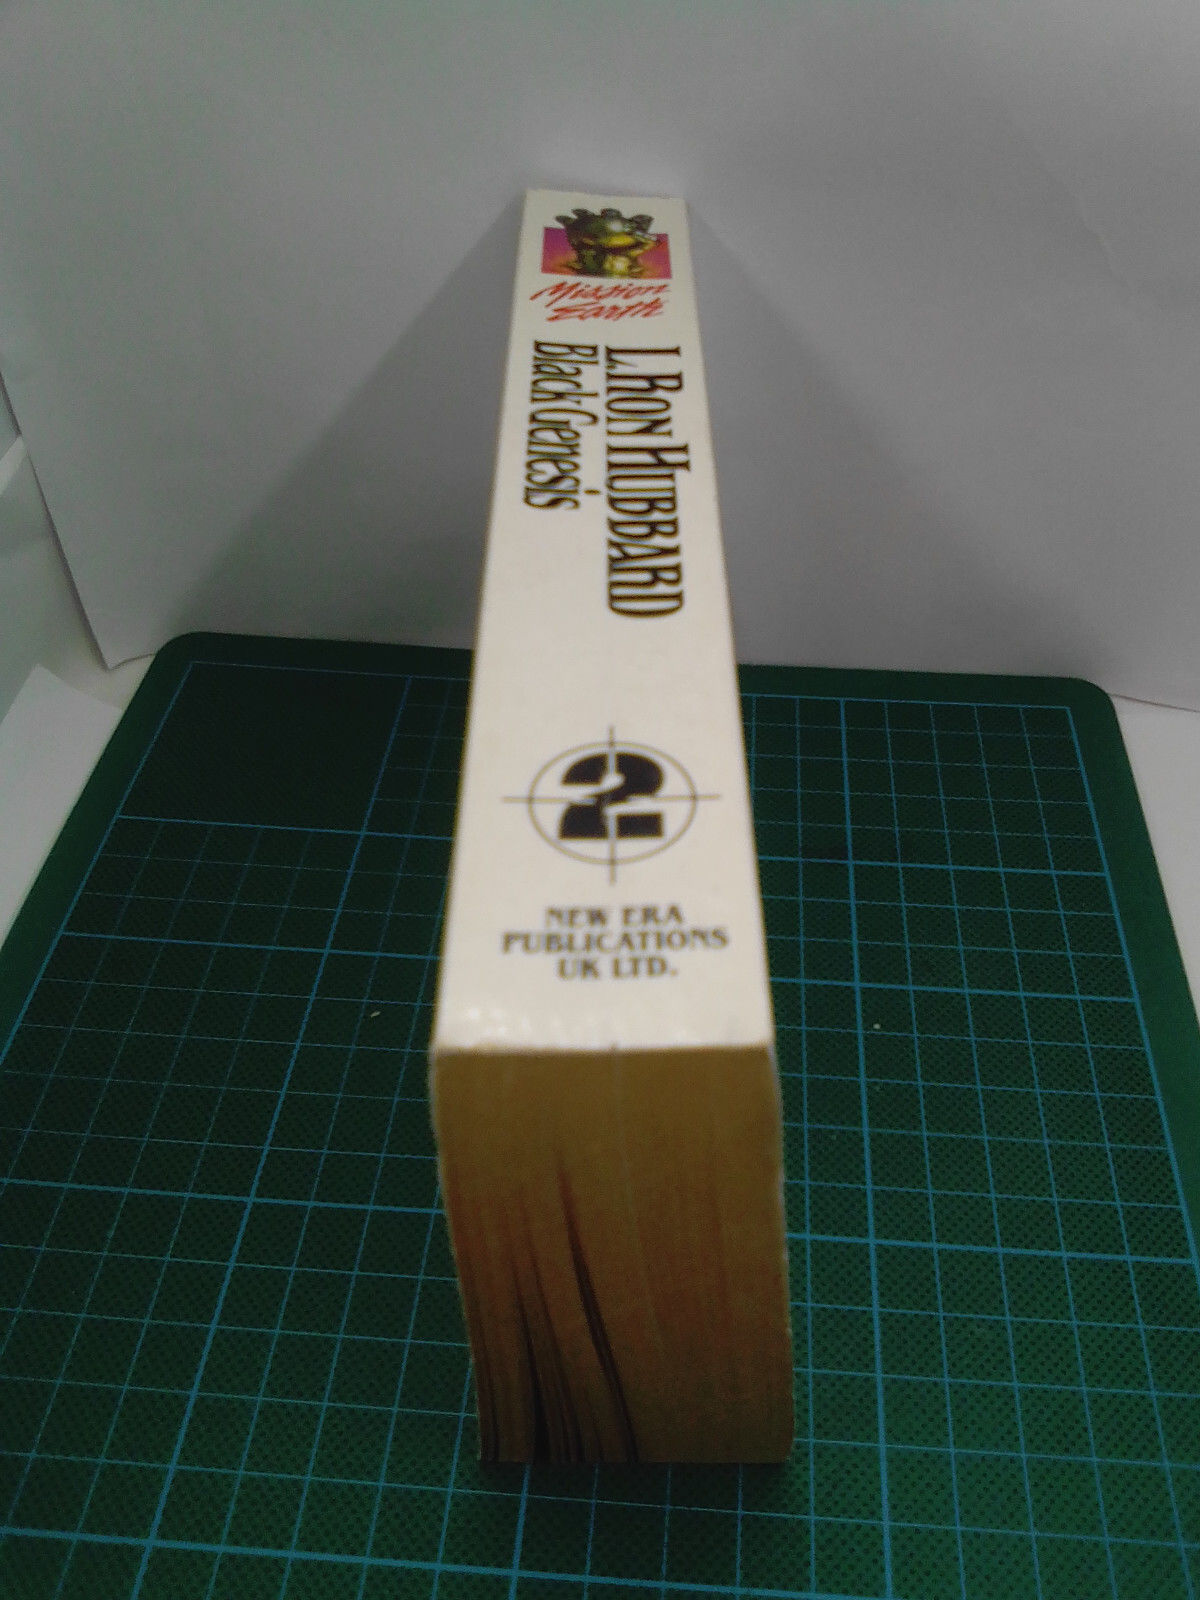 Mission
Earth
L. RON HUBBARD
Black Genesis
2
NEW ERA
PUBLICATIONS
UK LTD.